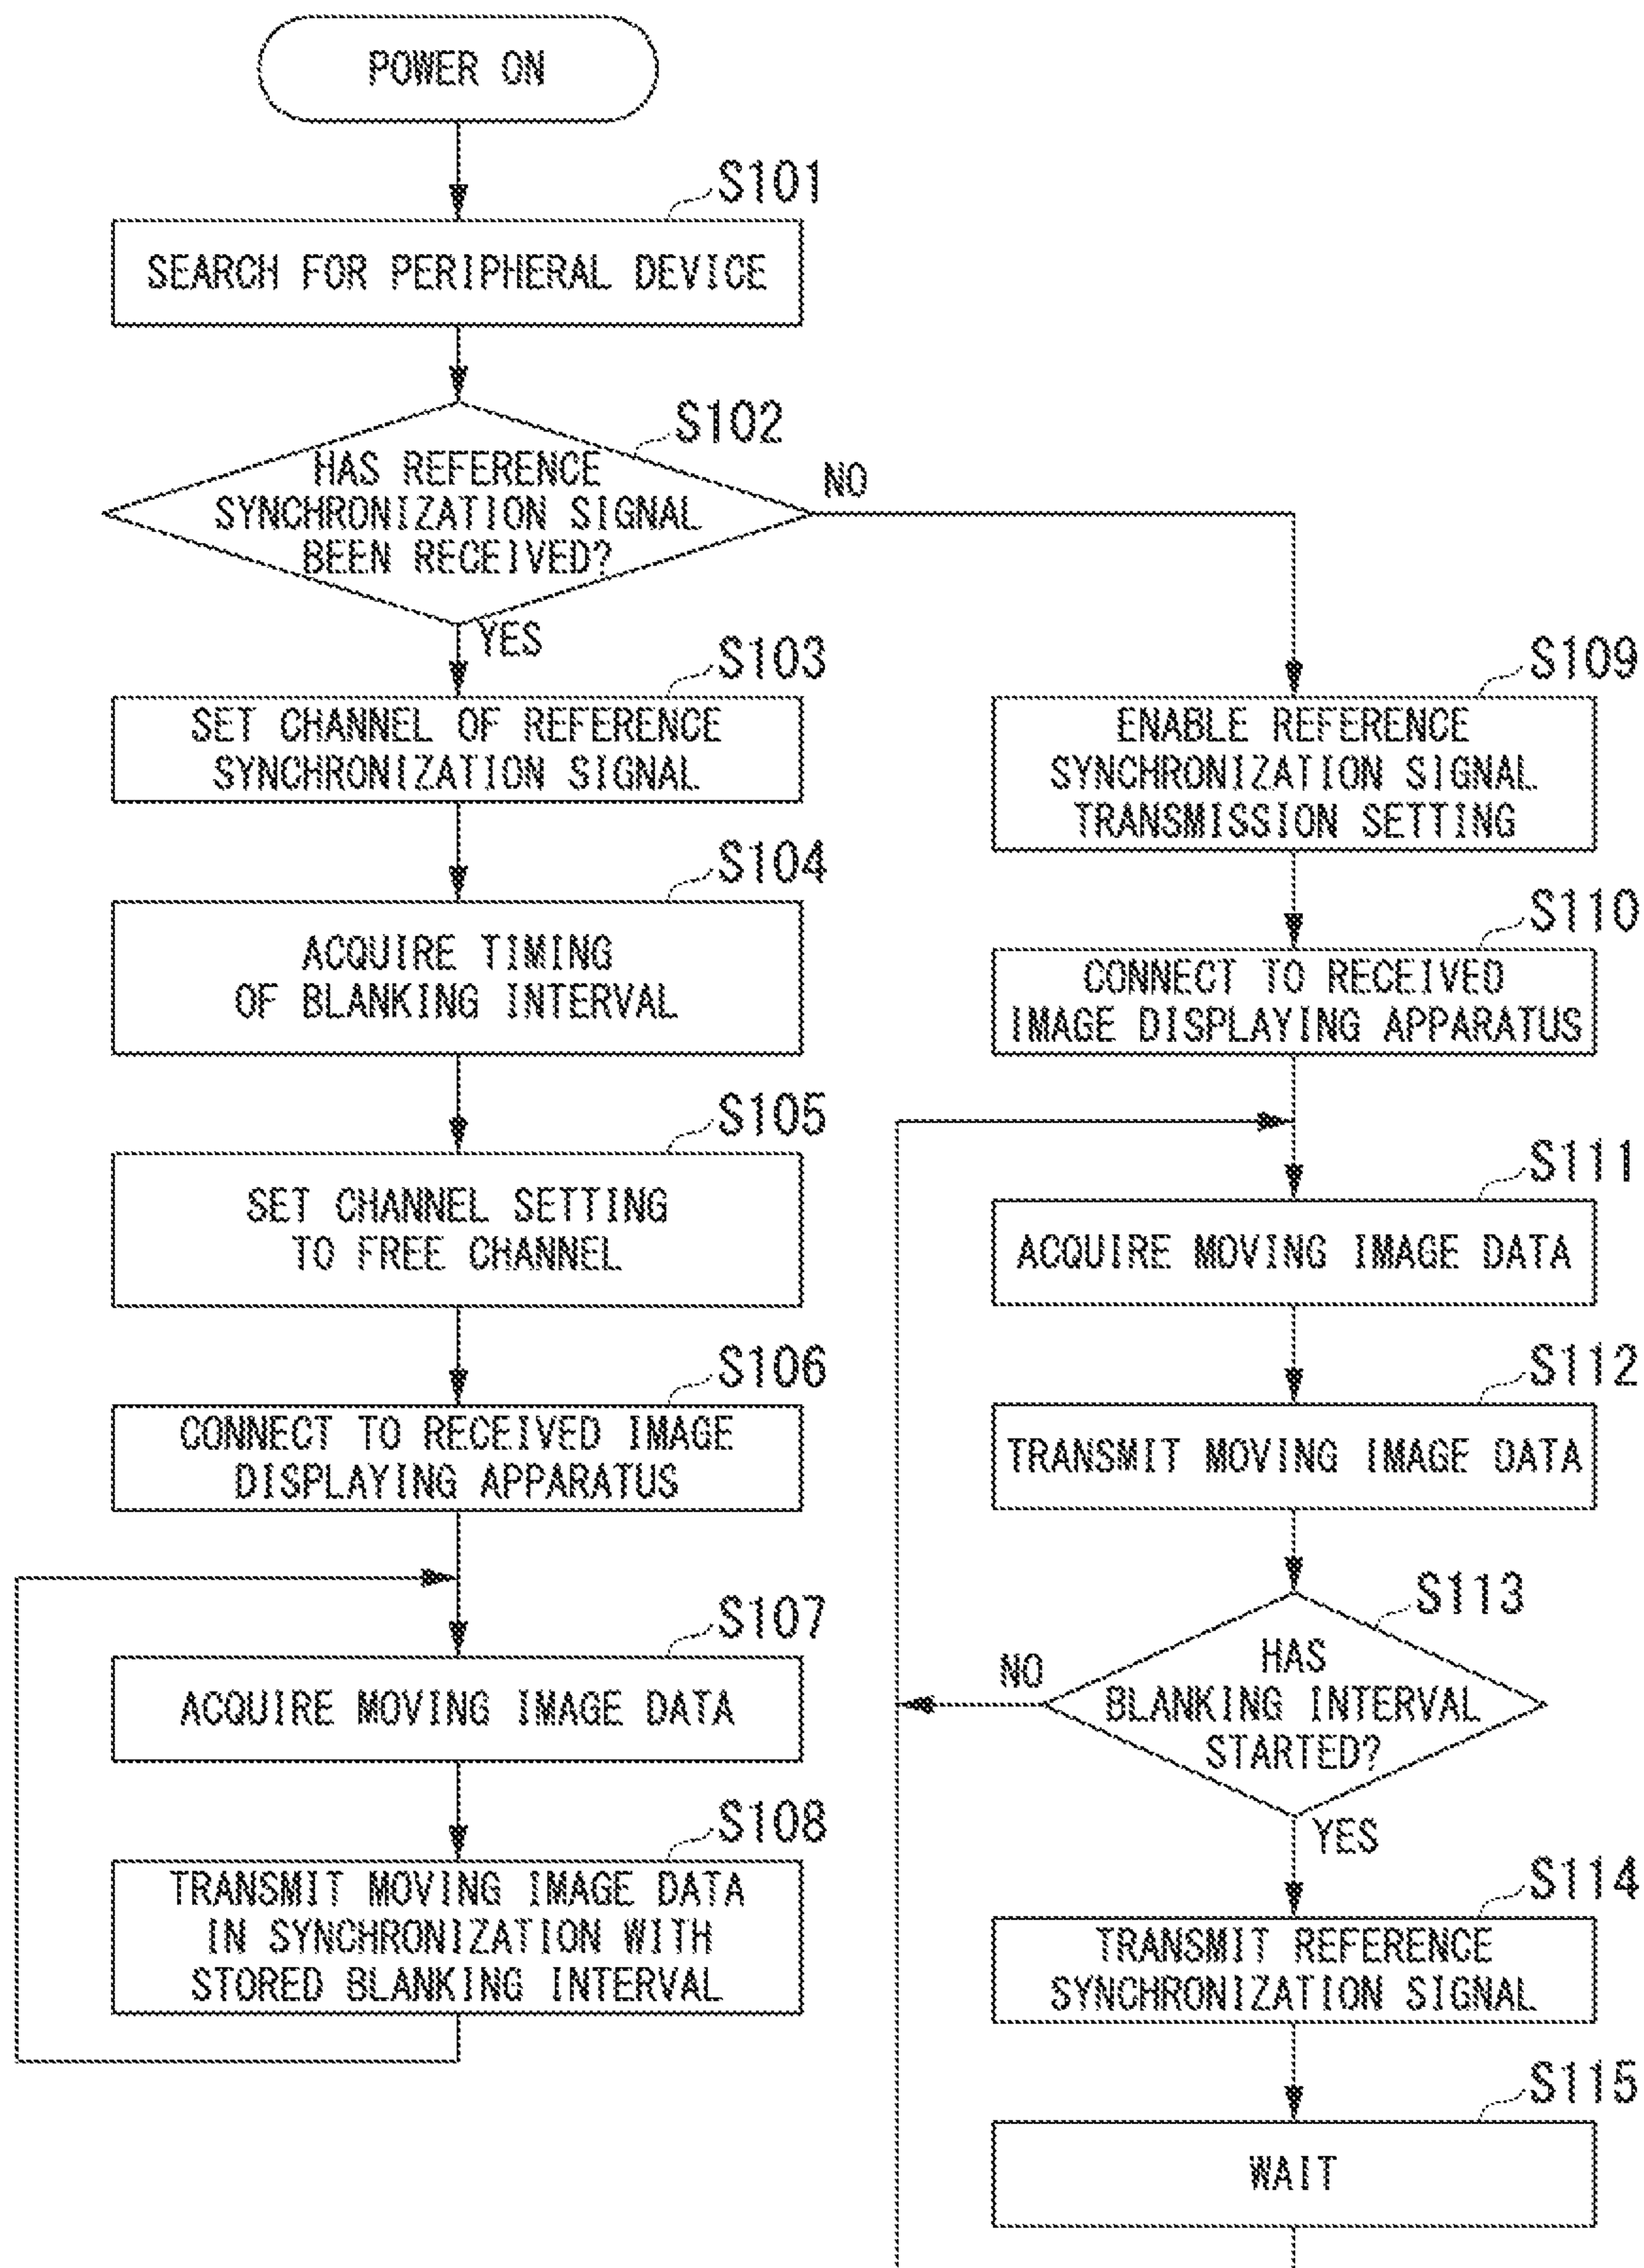 POWER ON
S101
SEARCH FOR PERIPHERAL DEVICE
S102
HAS REFERENCE
SYNCHRONIZATION SIGNAL
BEEN RECEIVED?
NO
YES
S103
SET CHANNEL OF REFERENCE
SYNCHRONIZATION SIGNAL
S104
ACQUIRE TIMING
OF BLANKING INTERVAL
S105
SET CHANNEL SETTING
TO FREE CHANNEL
S106
CONNECT TO RECEIVED IMAGE
DISPLAYING APPARATUS
S107
ACQUIRE MOVING IMAGE DATA
S108
TRANSMIT MOVING IMAGE DATA
IN SYNCHRONIZATION WITH
STORED BLANKING INTERVAL
S109
ENABLE REFERENCE
SYNCHRONIZATION SIGNAL
TRANSMISSION SETTING
S110
CONNECT TO RECEIVED
IMAGE DISPLAYING APPARATUS
S111
ACQUIRE MOVING IMAGE DATA
S112
TRANSMIT MOVING IMAGE DATA
S113
HAS
BLANKING INTERVAL
STARTED?
NO
YES
S114
TRANSMIT REFERENCE
SYNCHRONIZATION SIGNAL
S115
WAIT